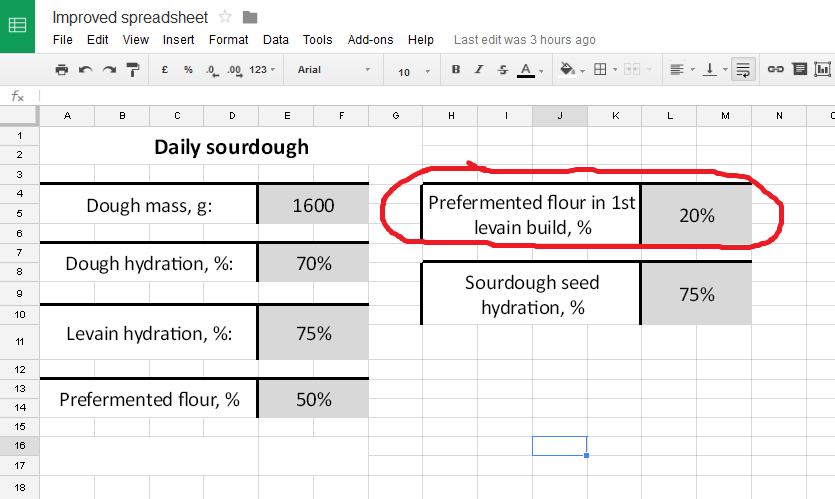 Improved spreadsheet
File Edit View Insert Format Data Tools Add-ons Help Last edit was 3 hours ago
£ % .0 .00 123 Arial 10 B I S A
fx
A B C D E F G H I J K L M N O
1
2
Daily sourdough
3
4
5
6
7
8
9
10
11
12
13
14
15
16
17
18
Dough mass, g: 1600
Dough hydration, %: 70%
Levain hydration, %: 75%
Prefermented flour, % 50%
Prefermented flour in 1st
levain build, % 20%
Sourdough seed
hydration, % 75%